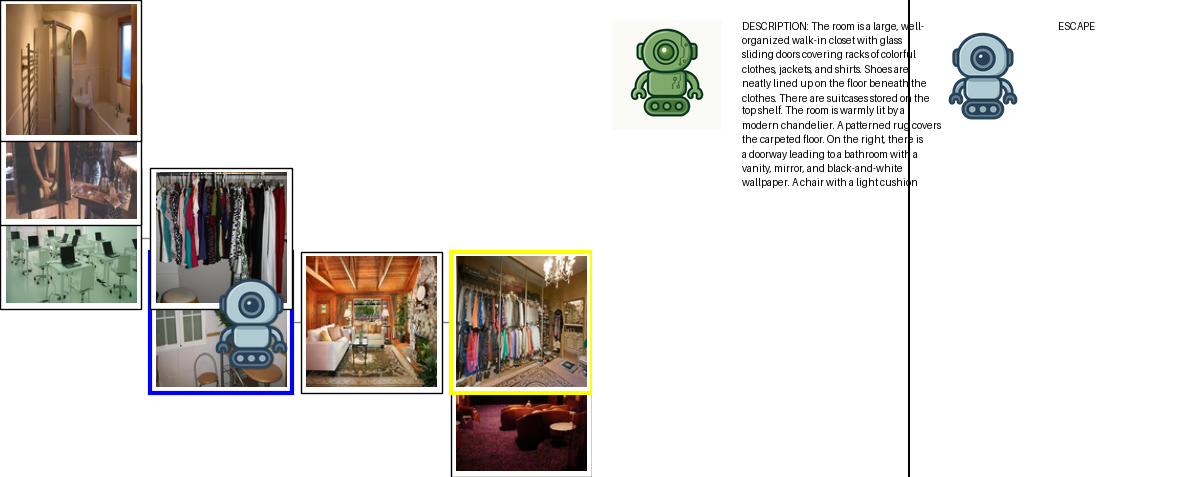 DESCRIPTION: The room is a large, well-
organized walk-in closet with glass
sliding doors covering racks of colorful
clothes, jackets, and shirts. Shoes are
neatly lined up on the floor beneath the
clothes. There are suitcases stored on the
top shelf. The room is warmly lit by a
modern chandelier. A patterned rug covers
the carpeted floor. On the right, there is
a doorway leading to a bathroom with a
vanity, mirror, and black-and-white
wallpaper. A chair with a light cushion
ESCAPE